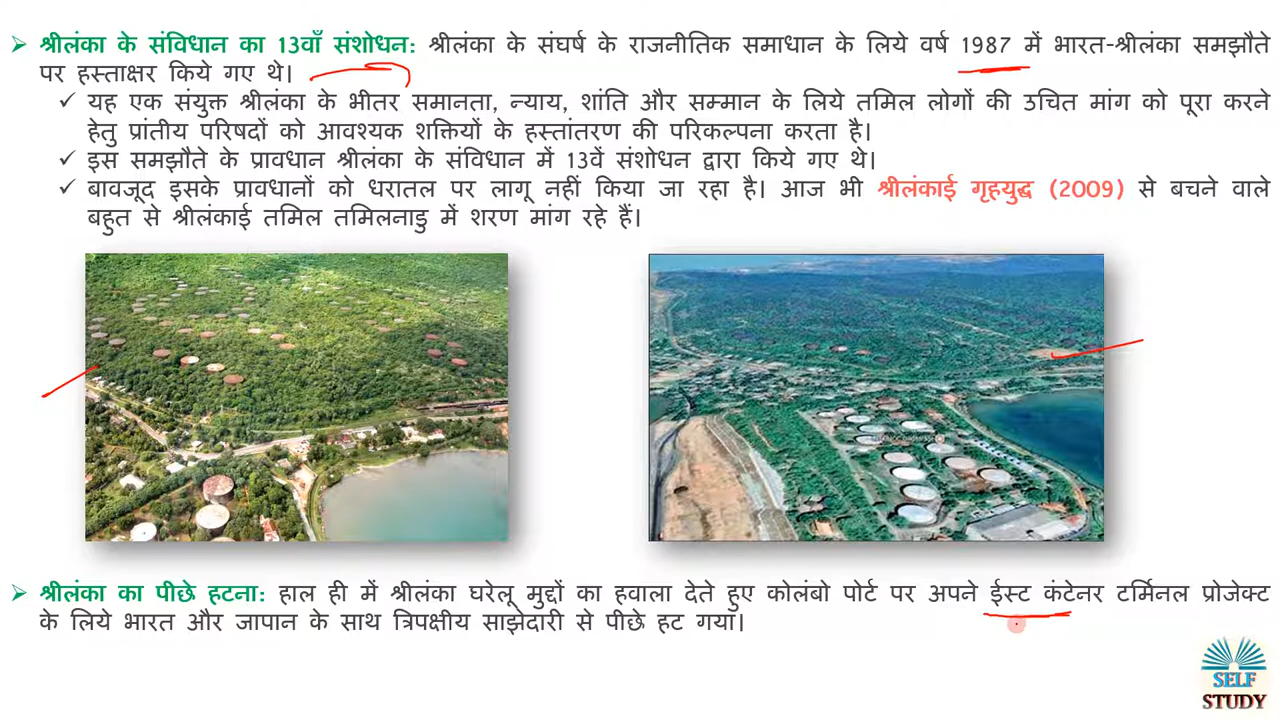 ➢ श्रीलंका के संविधान का 13वाँ संशोधन: श्रीलंका के संघर्ष के राजनीतिक समाधान के लिये वर्ष 1987 में भारत-श्रीलंका समझौते
पर हस्ताक्षर किये गए थे।
✓ यह एक संयुक्त श्रीलंका के भीतर समानता, न्याय, शांति और सम्मान के लिये तमिल लोगों की उचित मांग को पूरा करने
हेतु प्रांतीय परिषदों को आवश्यक शक्तियों के हस्तांतरण की परिकल्पना करता है।
✓ इस समझौते के प्रावधान श्रीलंका के संविधान में 13वें संशोधन द्वारा किये गए थे।
✓ बावजूद इसके प्रावधानों को धरातल पर लागू नहीं किया जा रहा है। आज भी श्रीलंकाई गृहयुद्ध (2009) से बचने वाले
बहुत से श्रीलंकाई तमिल तमिलनाडु में शरण मांग रहे हैं।
➢ श्रीलंका का पीछे हटना: हाल ही में श्रीलंका घरेलू मुद्दों का हवाला देते हुए कोलंबो पोर्ट पर अपने ईस्ट कंटेनर टर्मिनल प्रोजेक्ट
के लिये भारत और जापान के साथ त्रिपक्षीय साझेदारी से पीछे हट गया।
SELF
STUDY